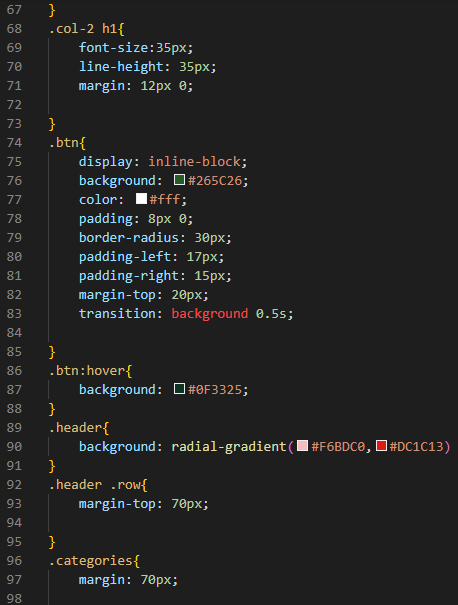 67 }
68 .col-2 h1{
69 font-size:35px;
70 line-height: 35px;
71 margin: 12px 0;
72
73 }
74 .btn{
75 display: inline-block;
76 background: #265C26;
77 color: #fff;
78 padding: 8px 0;
79 border-radius: 30px;
80 padding-left: 17px;
81 padding-right: 15px;
82 margin-top: 20px;
83 transition: background 0.5s;
84
85 }
86 .btn:hover{
87 background: #0F3325;
88 }
89 .header{
90 background: radial-gradient(#F6BDC0,#DC1C13)
91 }
92 .header .row{
93 margin-top: 70px;
94
95 }
96 .categories{
97 margin: 70px;
98